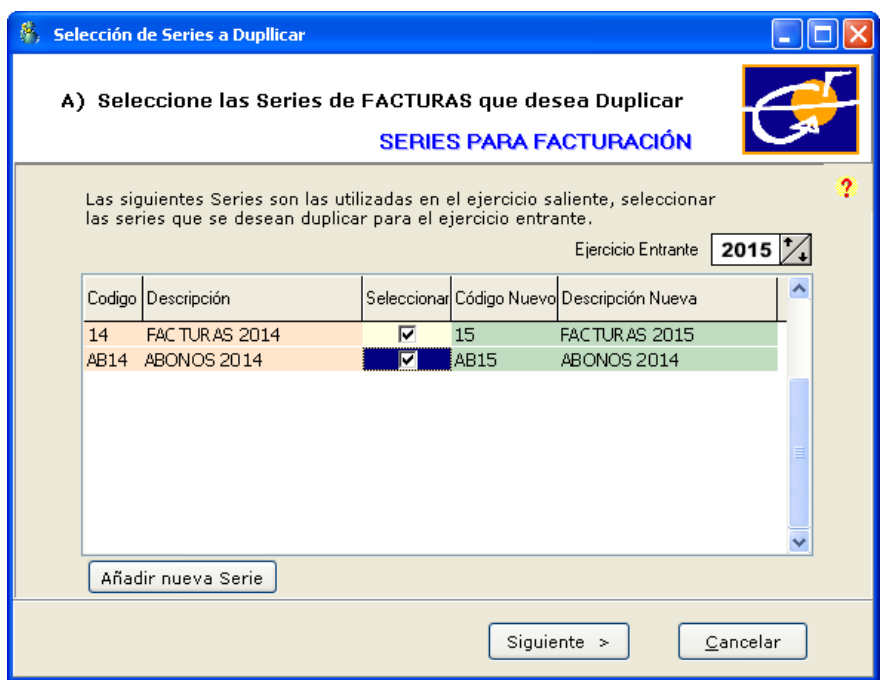 Selección de Series a Dupllicar
A) Seleccione las Series de FACTURAS que desea Duplicar
SERIES PARA FACTURACIÓN
?
Las siguientes Series son las utilizadas en el ejercicio saliente, seleccionar
las series que se desean duplicar para el ejercicio entrante.
Ejercicio Entrante 2015
Codigo Descripción Seleccionar Código Nuevo Descripción Nueva
14 FACTURAS 2014 15 FACTURAS 2015
AB14 ABONOS 2014 AB15 ABONOS 2014
Añadir nueva Serie
Siguiente > Cancelar